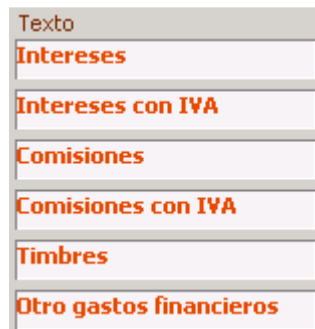 Texto
Intereses
Intereses con IVA
Comisiones
Comisiones con IVA
Timbres
Otro gastos financieros